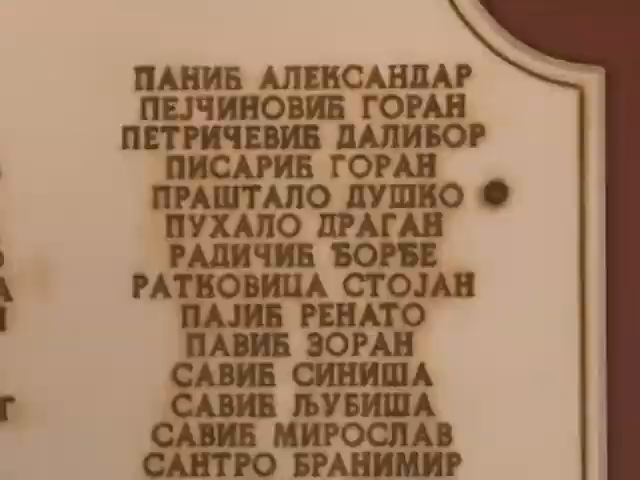 ПАНИЋ АЛЕКСАНДАР
ПЕЈЧИНОВИЋ ГОРАН
ПЕТРИЧЕВИЋ ДАЛИБОР
ПИСАРИЋ ГОРАН
ПРАШТАЛО ДУШКО
ПУХАЛО ДРАГАН
РАДИЧИЋ ЂОРЂЕ
РАТКОВИЦА СТОЈАН
ПАЈИЋ РЕНАТО
ПАВИЋ ЗОРАН
САВИЋ СИНИША
САВИЋ ЉУБИША
САВИЋ МИРОСЛАВ
САНТРО БРАНИМИР